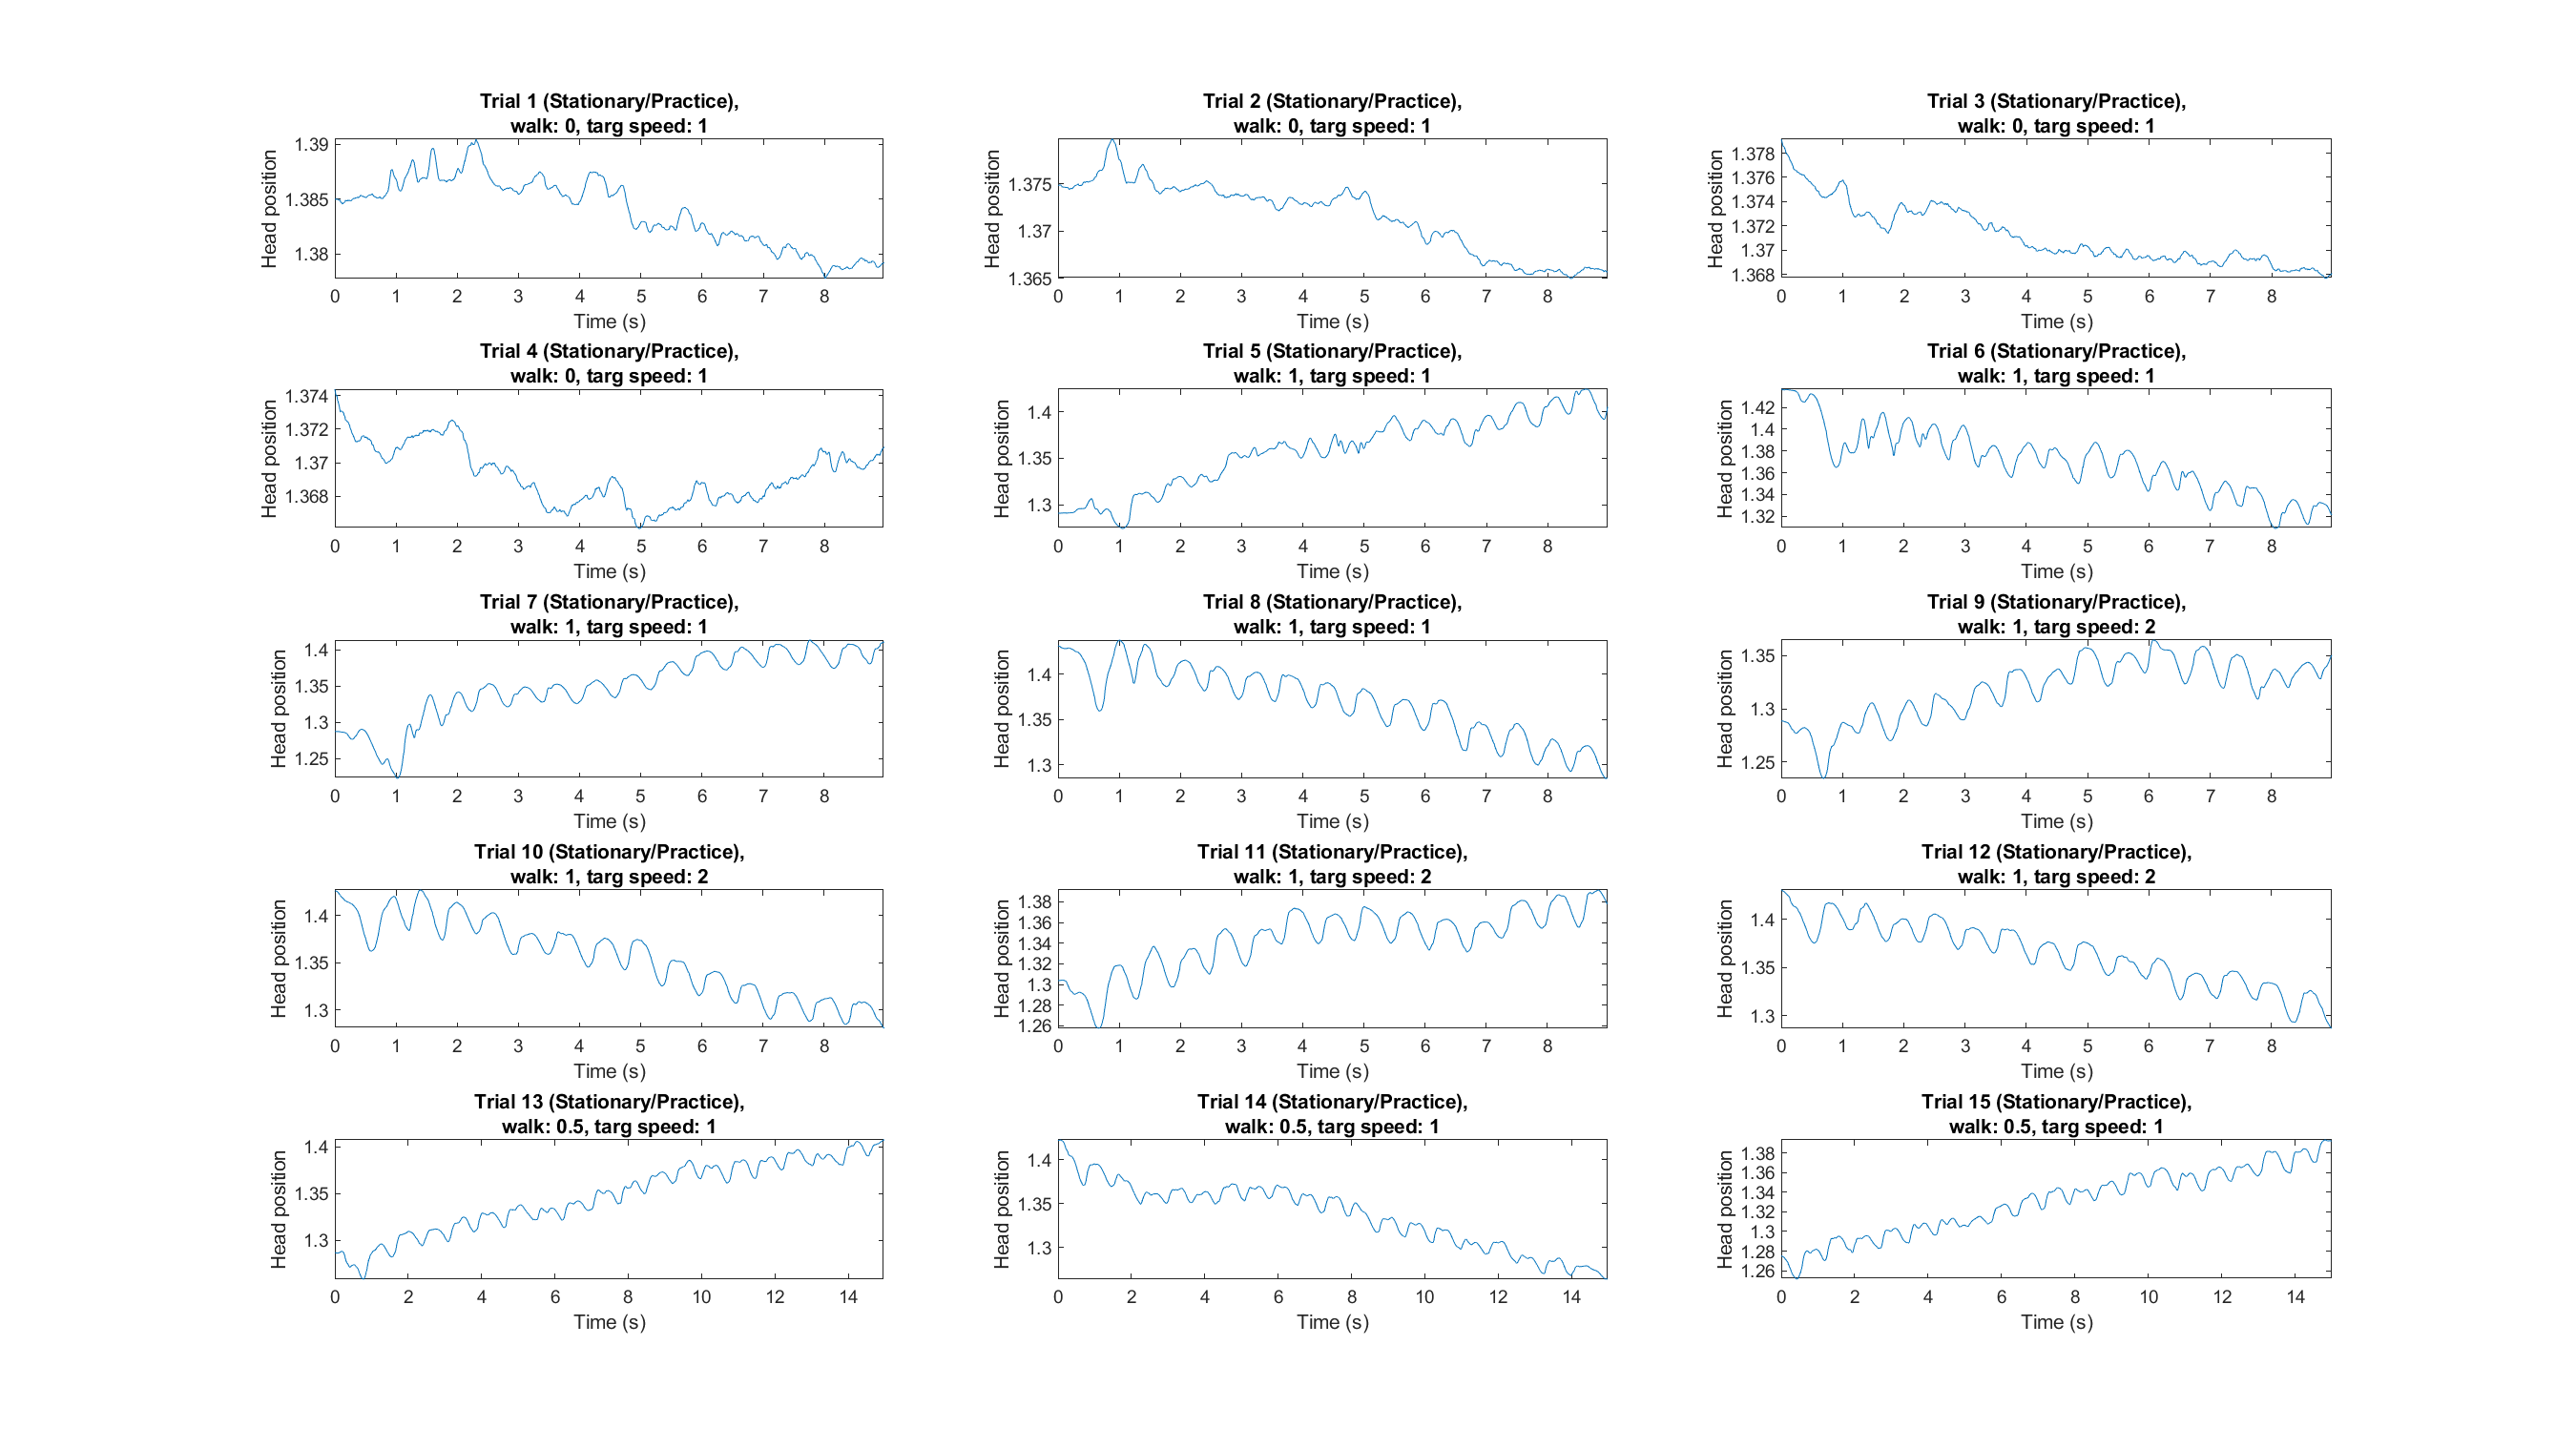 Trial 1 (Stationary/Practice),
walk: 0, targ speed: 1
Head position
1.39
1.385
1.38
0 1 2 3 4 5 6 7 8
Time (s)
Trial 2 (Stationary/Practice),
walk: 0, targ speed: 1
Head position
1.375
1.37
1.365
0 1 2 3 4 5 6 7 8
Time (s)
Trial 3 (Stationary/Practice),
walk: 0, targ speed: 1
Head position
1.378
1.376
1.374
1.372
1.37
1.368
0 1 2 3 4 5 6 7 8
Time (s)
Trial 4 (Stationary/Practice),
walk: 0, targ speed: 1
Head position
1.374
1.372
1.37
1.368
0 1 2 3 4 5 6 7 8
Time (s)
Trial 5 (Stationary/Practice),
walk: 1, targ speed: 1
Head position
1.4
1.35
1.3
0 1 2 3 4 5 6 7 8
Time (s)
Trial 6 (Stationary/Practice),
walk: 1, targ speed: 1
Head position
1.42
1.4
1.38
1.36
1.34
1.32
0 1 2 3 4 5 6 7 8
Time (s)
Trial 7 (Stationary/Practice),
walk: 1, targ speed: 1
Head position
1.4
1.35
1.3
1.25
0 1 2 3 4 5 6 7 8
Time (s)
Trial 8 (Stationary/Practice),
walk: 1, targ speed: 1
Head position
1.4
1.35
1.3
0 1 2 3 4 5 6 7 8
Time (s)
Trial 9 (Stationary/Practice),
walk: 1, targ speed: 2
Head position
1.35
1.3
1.25
0 1 2 3 4 5 6 7 8
Time (s)
Trial 10 (Stationary/Practice),
walk: 1, targ speed: 2
Head position
1.4
1.35
1.3
0 1 2 3 4 5 6 7 8
Time (s)
Trial 11 (Stationary/Practice),
walk: 1, targ speed: 2
Head position
1.38
1.36
1.34
1.32
1.3
1.28
1.26
0 1 2 3 4 5 6 7 8
Time (s)
Trial 12 (Stationary/Practice),
walk: 1, targ speed: 2
Head position
1.4
1.35
1.3
0 1 2 3 4 5 6 7 8
Time (s)
Trial 13 (Stationary/Practice),
walk: 0.5, targ speed: 1
Head position
1.4
1.35
1.3
0 2 4 6 8 10 12 14
Time (s)
Trial 14 (Stationary/Practice),
walk: 0.5, targ speed: 1
Head position
1.4
1.35
1.3
0 2 4 6 8 10 12 14
Time (s)
Trial 15 (Stationary/Practice),
walk: 0.5, targ speed: 1
Head position
1.38
1.36
1.34
1.32
1.3
1.28
1.26
0 2 4 6 8 10 12 14
Time (s)